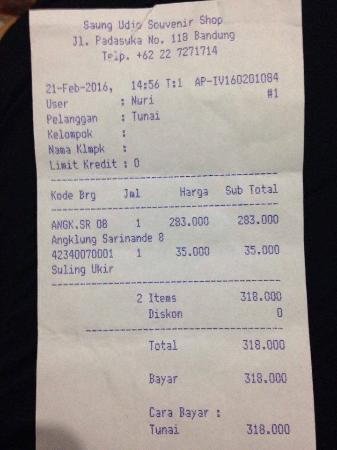 Saung Udjo Souvenir Shop
Jl. Padasuka No. 118 Bandung
Telp. +62 22 7271714
21-Feb-2016, 14:56 T:1 AP-IV160201084
User : Nuri #1
Pelanggan : Tunai
Kelompok :
Nama Klmpk :
Limit Kredit : 0
Kode Brg Jml Harga Sub Total
ANGK.SR 08 1 283.000 283.000
Angklung Sarinande 8
42340070001 1 35.000 35.000
Suling Ukir
2 Items 318.000
Diskon 0
Total 318.000
Bayar 318.000
Cara Bayar :
Tunai 318.000